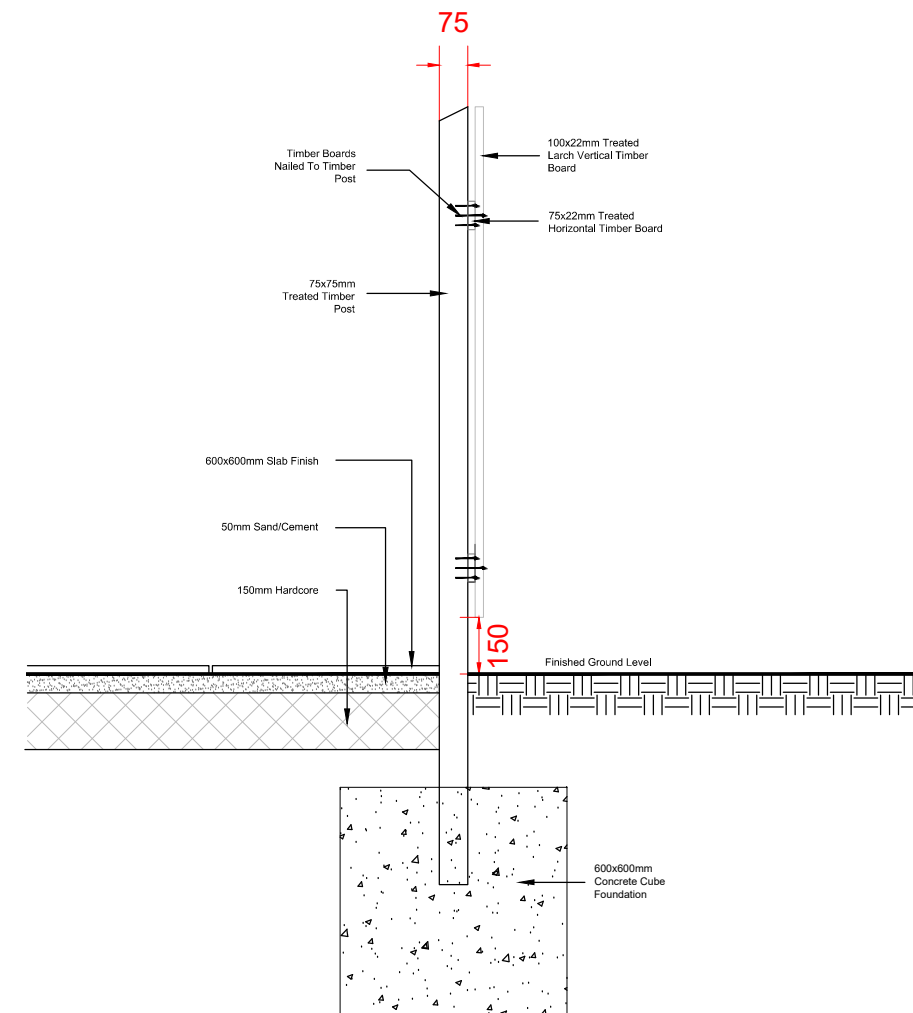 75
Timber Boards
Nailed To Timber
Post
100x22mm Treated
Larch Vertical Timber
Board
75x22mm Treated
Horizontal Timber Board
75x75mm
Treated Timber
Post
600x600mm Slab Finish
50mm Sand/Cement
150mm Hardcore
150
Finished Ground Level
600x600mm
Concrete Cube
Foundation